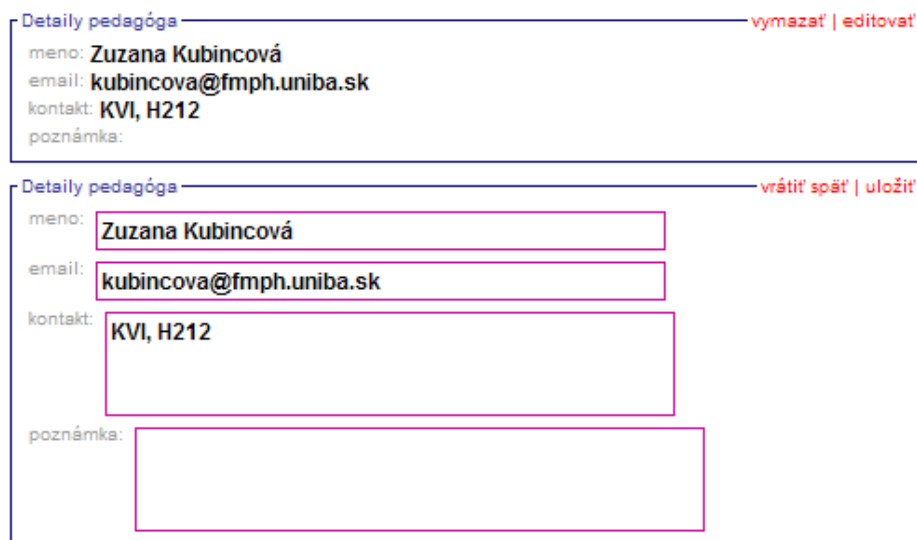 Detaily pedagóga vymazať | editovať
meno: Zuzana Kubincová
email: kubincova@fmph.uniba.sk
kontakt: KVI, H212
poznámka:
Detaily pedagóga vrátiť späť | uložiť
meno: Zuzana Kubincová
email: kubincova@fmph.uniba.sk
kontakt: KVI, H212
poznámka: